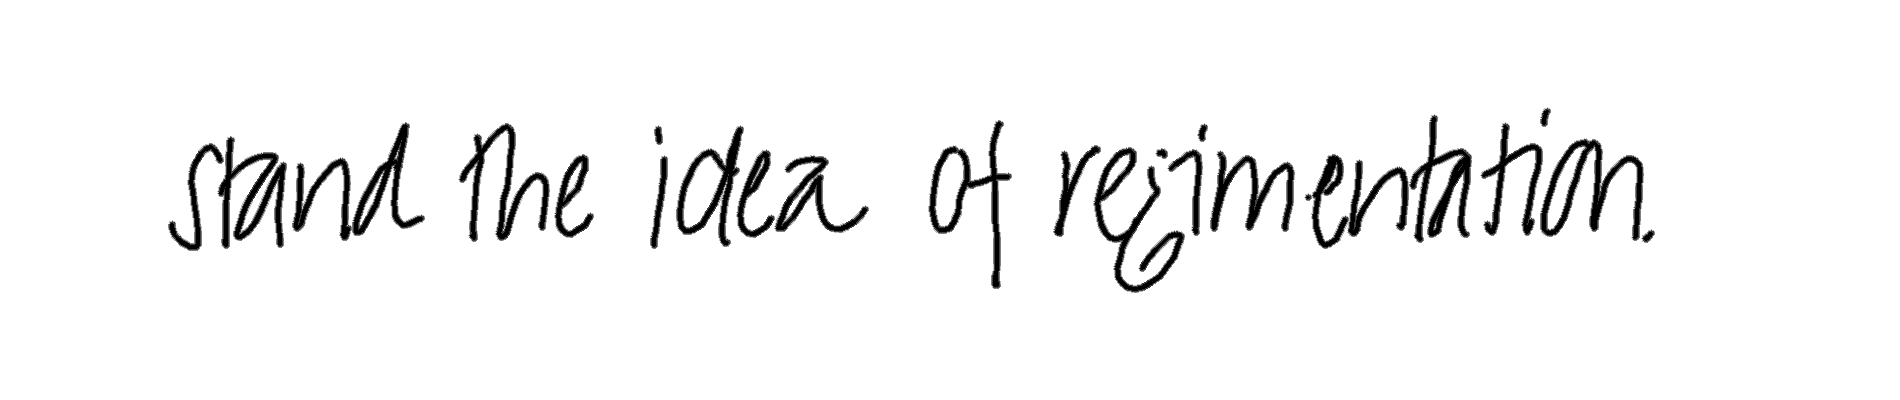 stand the idea of regimentation.